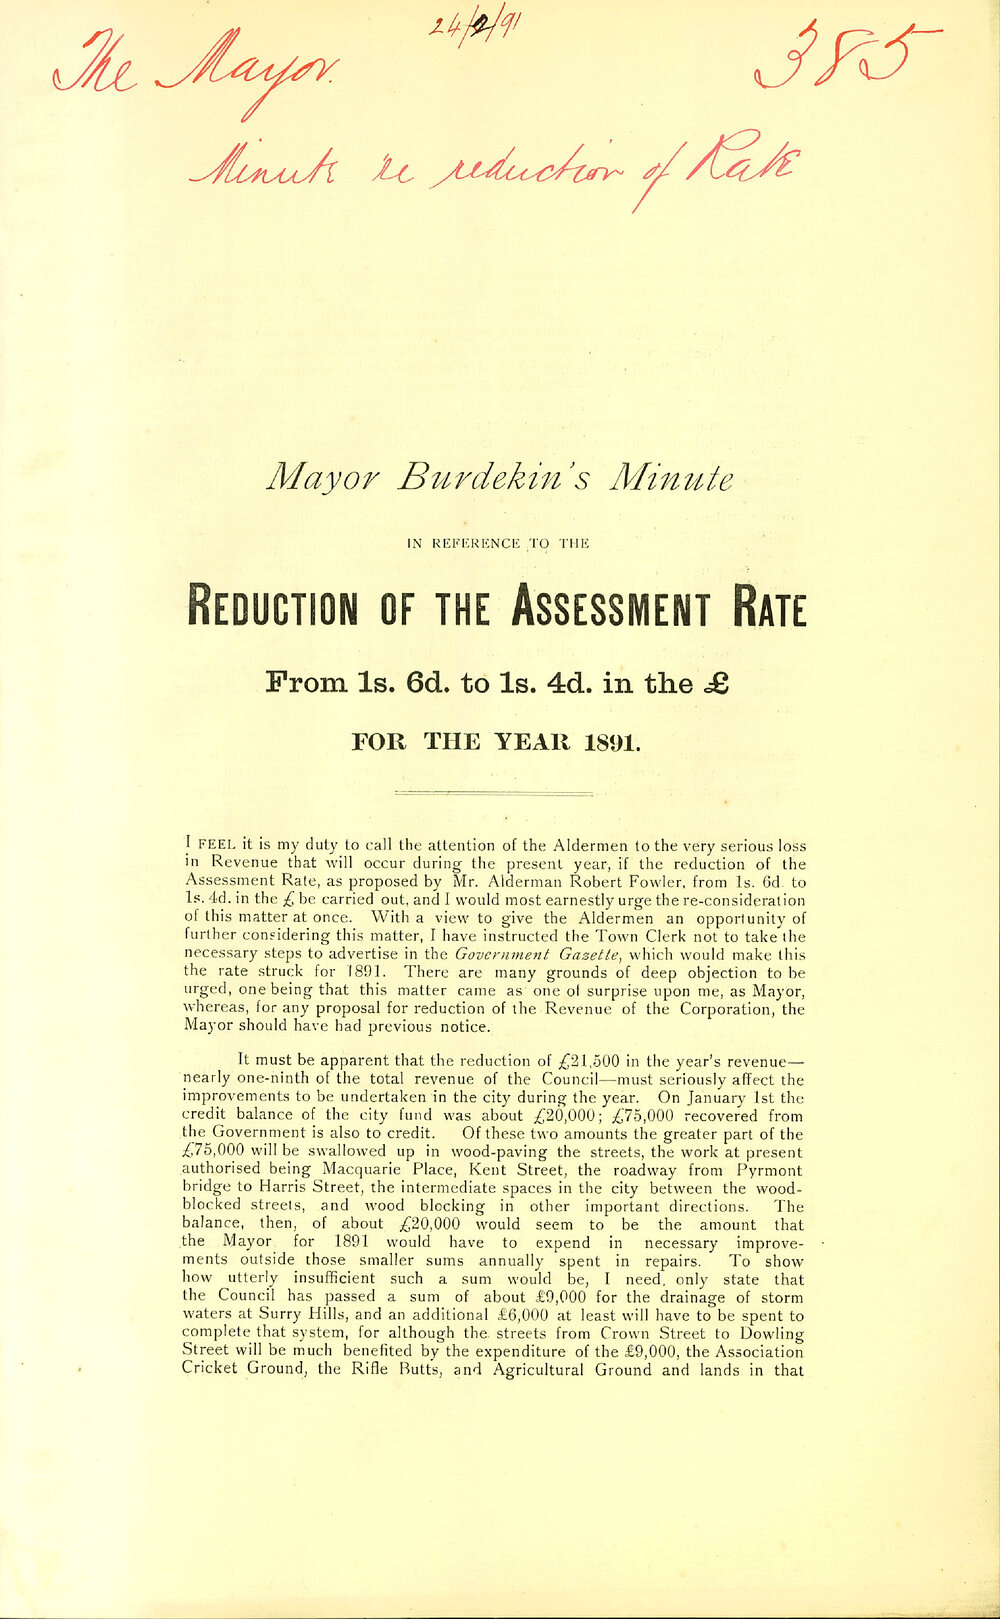 24/2/91
The Mayor. 385
Minute re reduction of Rate
Mayor Burdekin's Minute
IN REFERENCE TO THE
REDUCTION OF THE ASSESSMENT RATE
From 1s. 6d. to 1s. 4d. in the £
FOR THE YEAR 1891.
I FEEL it is my duty to call the attention of the Aldermen to the very serious loss
in Revenue that will occur during the present year, if the reduction of the
Assessment Rate, as proposed by Mr. Alderman Robert Fowler, from 1s. 6d. to
1s. 4d. in the £ be carried out, and I would most earnestly urge the re-consideration
of this matter at once. With a view to give the Aldermen an opportunity of
further considering this matter, I have instructed the Town Clerk not to take the
necessary steps to advertise in the Government Gazette, which would make this
the rate struck for 1891. There are many grounds of deep objection to be
urged, one being that this matter came as one of surprise upon me, as Mayor,
whereas, for any proposal for reduction of the Revenue of the Corporation, the
Mayor should have had previous notice.
It must be apparent that the reduction of £21,500 in the year's revenue—
nearly one-ninth of the total revenue of the Council—must seriously affect the
improvements to be undertaken in the city during the year. On January 1st the
credit balance of the city fund was about £20,000; £75,000 recovered from
the Government is also to credit. Of these two amounts the greater part of the
£75,000 will be swallowed up in wood-paving the streets, the work at present
authorised being Macquarie Place, Kent Street, the roadway from Pyrmont
bridge to Harris Street, the intermediate spaces in the city between the wood-
blocked streets, and wood blocking in other important directions. The
balance, then, of about £20,000 would seem to be the amount that
the Mayor for 1891 would have to expend in necessary improve-
ments outside those smaller sums annually spent in repairs. To show
how utterly insufficient such a sum would be, I need only state that
the Council has passed a sum of about £9,000 for the drainage of storm
waters at Surry Hills, and an additional £6,000 at least will have to be spent to
complete that system, for although the streets from Crown Street to Dowling
Street will be much benefited by the expenditure of the £9,000, the Association
Cricket Ground, the Rifle Butts, and Agricultural Ground and lands in that